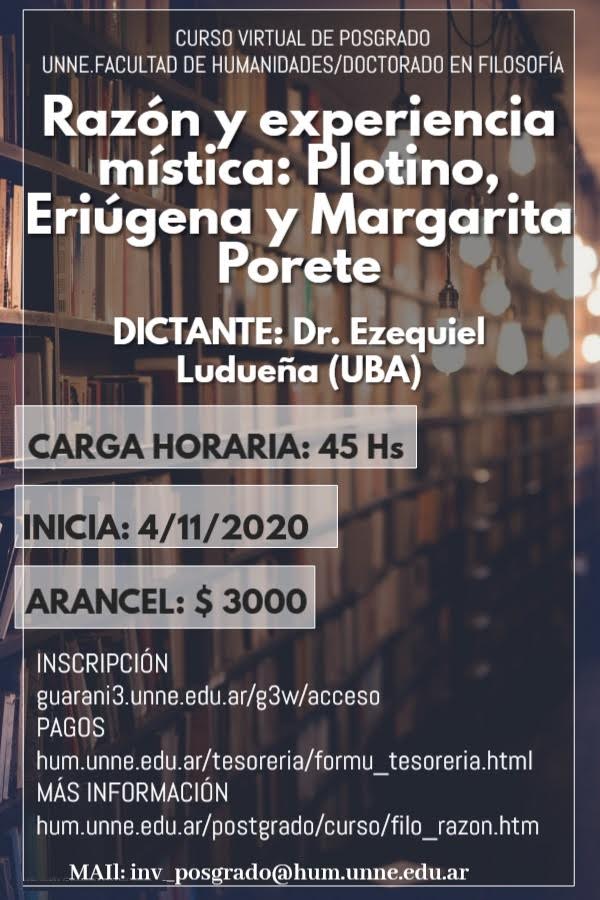 CURSO VIRTUAL DE POSGRADO
UNNE.FACULTAD DE HUMANIDADES/DOCTORADO EN FILOSOFÍA
Razón y experiencia
mística: Plotino,
Eriúgena y Margarita
Porete
DICTANTE: Dr. Ezequiel
Ludueña (UBA)
CARGA HORARIA: 45 Hs
INICIA: 4/11/2020
ARANCEL: $ 3000
INSCRIPCIÓN
guarani3.unne.edu.ar/g3w/acceso
PAGOS
hum.unne.edu.ar/tesoreria/formu_tesoreria.html
MÁS INFORMACIÓN
hum.unne.edu.ar/postgrado/curso/filo_razon.htm
MAIl: inv_posgrado@hum.unne.edu.ar